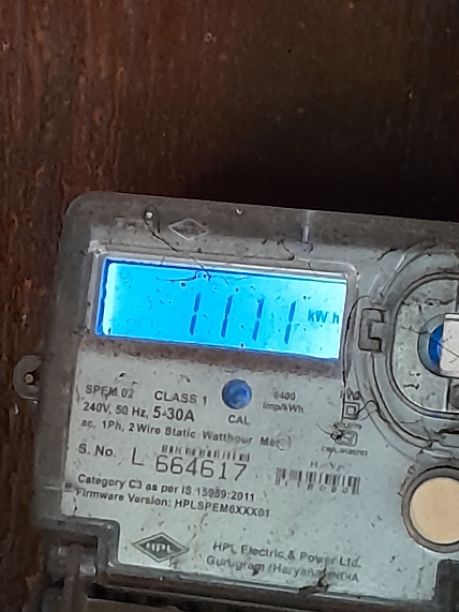 1111 kWh
SPEM 02 CLASS 1 6400
240V, 50 Hz, 5-30A CAL imp/kWh
ac, 1Ph, 2 Wire Static Watthour Meter
S. No. L 664617
Category C3 as per IS 15959:2011
Firmware Version: HPLSPEM6XXX01
HPL HPL Electric & Power Ltd.
Gurugram (Haryana) INDIA